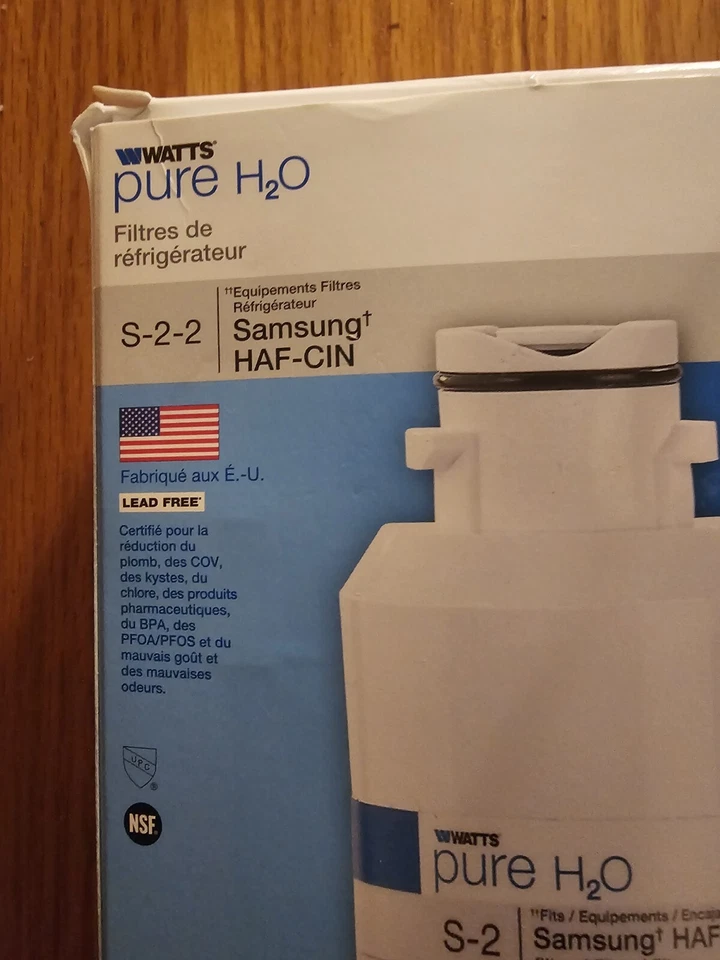 WATTS®
pure H₂O
Filtres de
réfrigérateur
S-2-2
††Equipements Filtres
Réfrigérateur
Samsung†
HAF-CIN
Fabriqué aux É.-U.
LEAD FREE*
Certifié pour la
réduction du
plomb, des COV,
des kystes, du
chlore, des produits
pharmaceutiques,
du BPA, des
PFOA/PFOS et du
mauvais goût et
des mauvaises
odeurs.
UPC®
NSF®
WATTS
pure H₂O
S-2
††Fits / Equipements /
Samsung† HAF